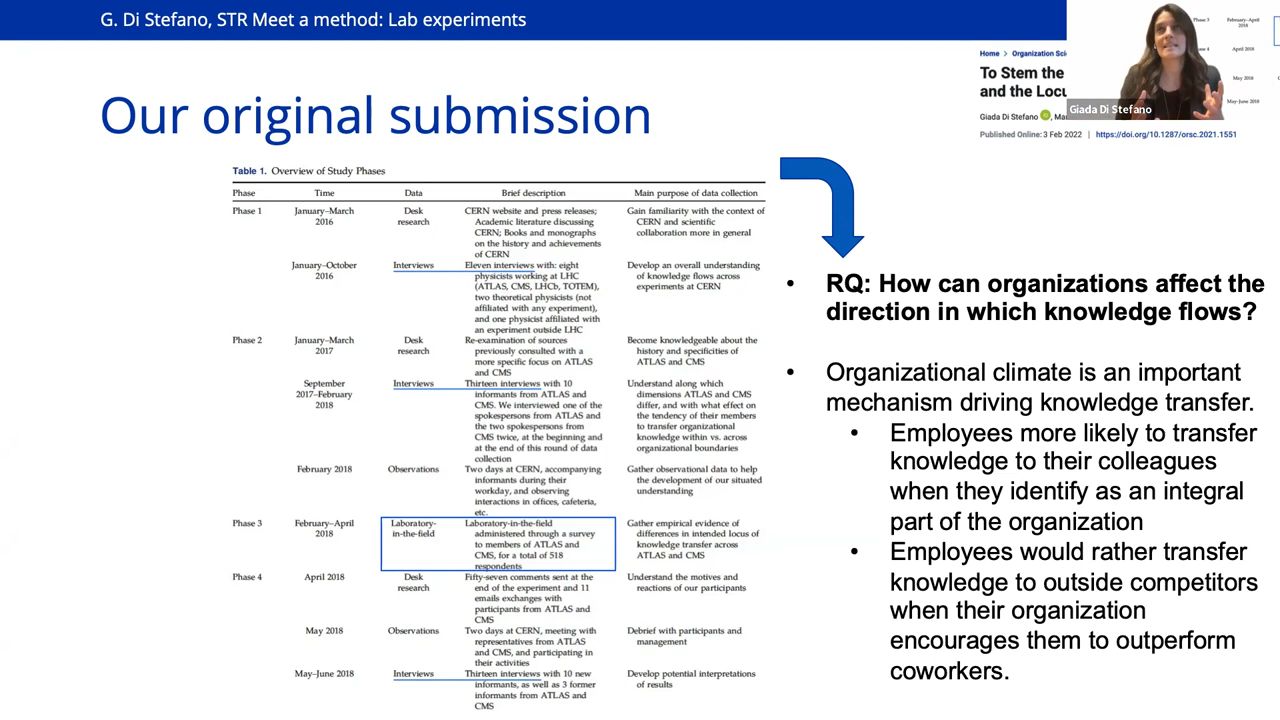 G. Di Stefano, STR Meet a method: Lab experiments
Phase 3 February–April
2018
April 2018
May 2018
May–June 2018
Home > Organization Sci
To Stem the
and the Locu
Giada Di Stefano
Giada Di Stefano
Published Online: 3 Feb 2022 | https://doi.org/10.1287/orsc.2021.1551
Our original submission
Table 1. Overview of Study Phases
Phase Time Data Brief description Main purpose of data collection
Phase 1 January–March Desk CERN website and press releases; Gain familiarity with the context of
2016 research Academic literature discussing CERN and scientific
CERN; Books and monographs collaboration more in general
on the history and achievements
of CERN
January–October Interviews Eleven interviews with: eight Develop an overall understanding
2016 physicists working at LHC of knowledge flows across
(ATLAS, CMS, LHCb, TOTEM), experiments at CERN
two theoretical physicists (not
affiliated with any experiment),
and one physicist affiliated with
an experiment outside LHC
Phase 2 January–March Desk Re-examination of sources Become knowledgeable about the
2017 research previously consulted with a history and specificities of
more specific focus on ATLAS ATLAS and CMS
and CMS
September Interviews Thirteen interviews with 10 Understand along which
2017–February informants from ATLAS and dimensions ATLAS and CMS
2018 CMS. We interviewed one of the differ, and with what effect on
spokespersons from ATLAS and the tendency of their members
the two spokespersons from to transfer organizational
CMS twice, at the beginning and knowledge within vs. across
at the end of this round of data organizational boundaries
collection
February 2018 Observations Two days at CERN, accompanying Gather observational data to help
informants during their the development of our situated
workday, and observing understanding
interactions in offices, cafeteria,
etc.
Phase 3 February–April Laboratory- Laboratory-in-the-field Gather empirical evidence of
2018 in-the-field administered through a survey differences in intended locus of
to members of ATLAS and knowledge transfer across
CMS, for a total of 518 ATLAS and CMS
respondents
Phase 4 April 2018 Desk Fifty-seven comments sent at the Understand the motives and
research end of the experiment and 11 reactions of our participants
emails exchanges with
participants from ATLAS and
CMS
May 2018 Observations Two days at CERN, meeting with Debrief with participants and
representatives from ATLAS management
and CMS, and participating in
their activities
May–June 2018 Interviews Thirteen interviews with 10 new Develop potential interpretations
informants, as well as 3 former of results
informants from ATLAS and
CMS
• RQ: How can organizations affect the
direction in which knowledge flows?
• Organizational climate is an important
mechanism driving knowledge transfer.
• Employees more likely to transfer
knowledge to their colleagues
when they identify as an integral
part of the organization
• Employees would rather transfer
knowledge to outside competitors
when their organization
encourages them to outperform
coworkers.